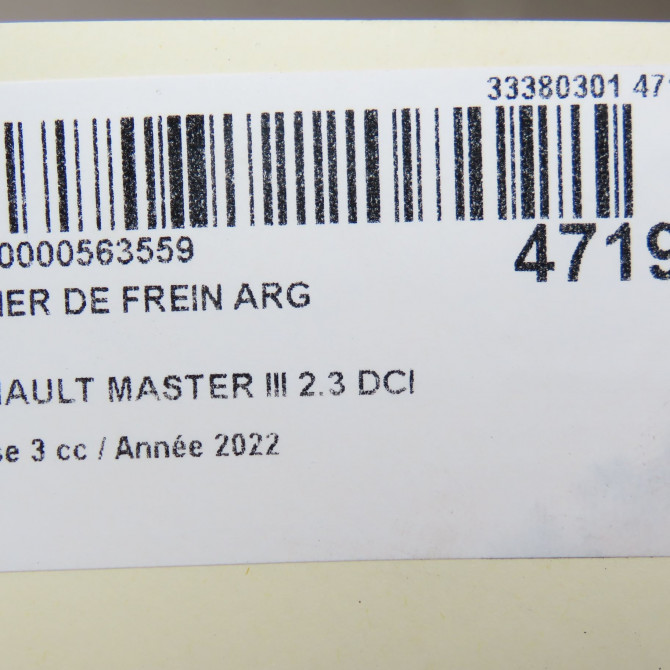 33380301 471
0000563559
4719
IER DE FREIN ARG
AULT MASTER III 2.3 DCI
se 3 cc / Année 2022